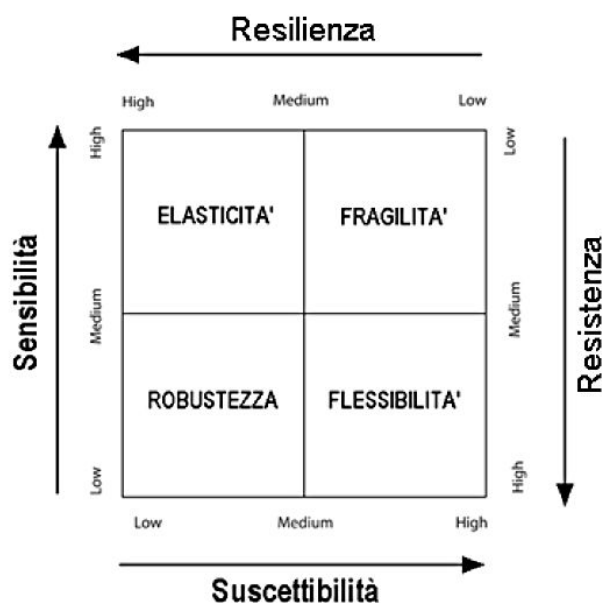 Resilienza
High Medium Low
High
Low
ELASTICITA' FRAGILITA'
Sensibilità
Medium
Medium
Resistenza
ROBUSTEZZA FLESSIBILITA'
Low
High
Low Medium High
Suscettibilità